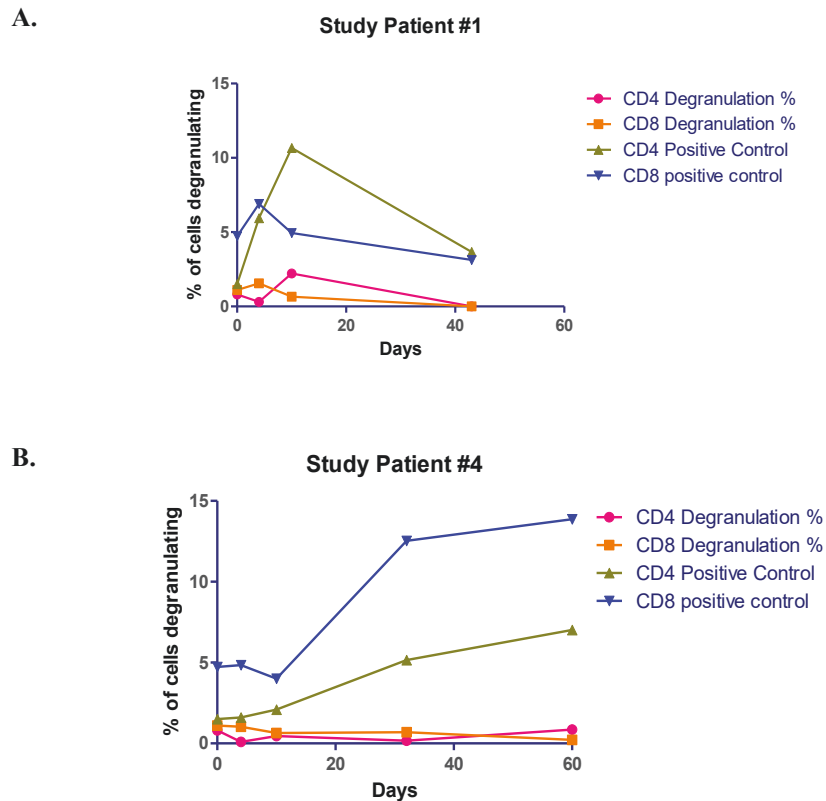 A.
Study Patient #1
% of cells degranulating
15
10
5
0
0 20 40 60
Days
CD4 Degranulation %
CD8 Degranulation %
CD4 Positive Control
CD8 positive control
B.
Study Patient #4
% of cells degranulating
15
10
5
0
0 20 40 60
Days
CD4 Degranulation %
CD8 Degranulation %
CD4 Positive Control
CD8 positive control